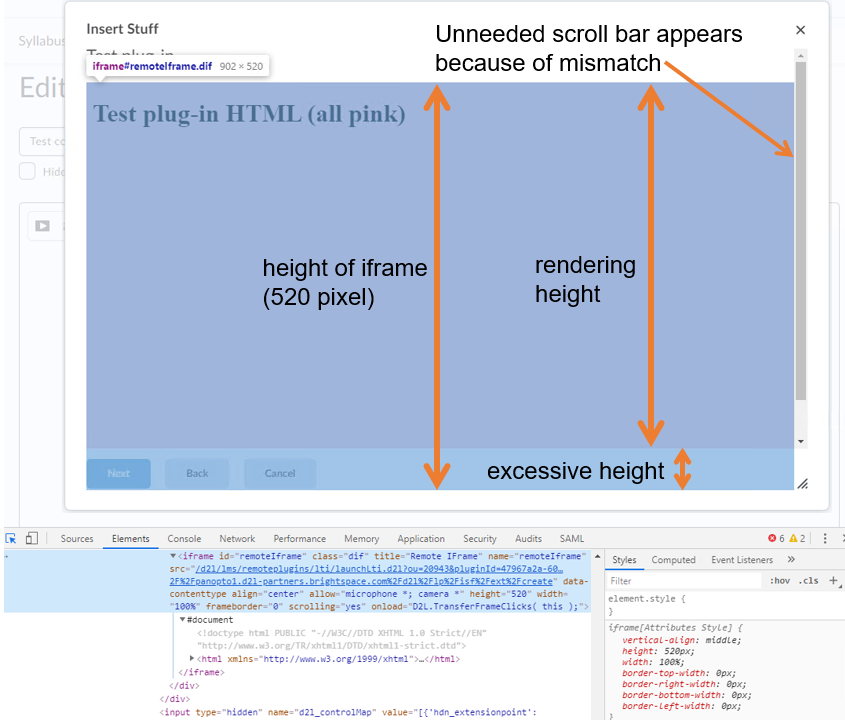 Insert Stuff
Unneeded scroll bar appears
because of mismatch
Syllabus
Test plug-in
iframe#remoteIframe.dif 902 × 520
Edit
Test plug-in HTML (all pink)
Test co
Hide
height of iframe
(520 pixel)
rendering
height
excessive height
Next Back Cancel
Sources Elements Console Network Performance Memory Application Security Audits SAML 6 2
▼<iframe id="remoteIframe" class="dif" title="Remote IFrame" name="remoteIframe"
src="/d2l/lms/remoteplugins/lti/launchLti.d2l?ou=20943&pluginId=47967a2a-60…
2F%2Fpanopto1.d2l-partners.brightspace.com%2Fd2l%2Flp%2Fisf%2Fext%2Fcreate" data-
contenttype align="center" allow="microphone *; camera *" height="520" width=
"100%" frameborder="0" scrolling="yes" onload="D2L.TransferFrameClicks( this );">
▼#document
<!doctype html PUBLIC "-//W3C//DTD XHTML 1.0 Strict//EN"
"http://www.w3.org/TR/xhtml1/DTD/xhtml1-strict.dtd">
▶<html xmlns="http://www.w3.org/1999/xhtml">…</html>
</iframe>
</div>
</div>
<input type="hidden" name="d2l_controlMap" value="[{'hdn_extensionpoint':
Styles Computed Event Listeners »
Filter :hov .cls +
element.style {
}
iframe[Attributes Style] {
vertical-align: middle;
height: 520px;
width: 100%;
border-top-width: 0px;
border-right-width: 0px;
border-bottom-width: 0px;
border-left-width: 0px;
}